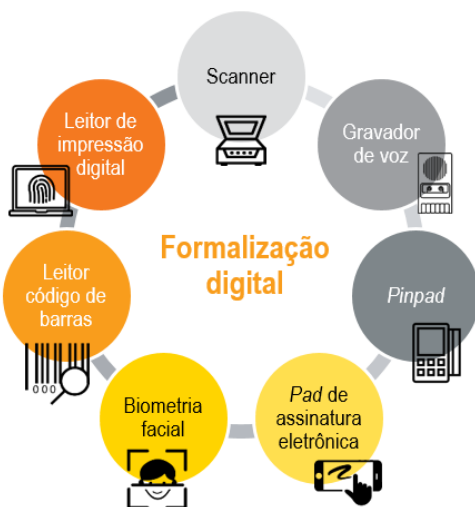 Scanner
Gravador
de voz
Pinpad
Pad de
assinatura
eletrônica
Biometria
facial
Leitor
código de
barras
Leitor de
impressão
digital
Formalização
digital